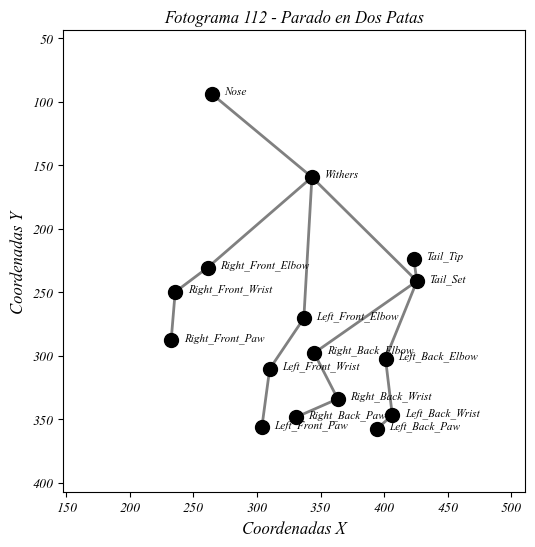 Fotograma 112 - Parado en Dos Patas
50
100
150
200
250
300
350
400
Coordenadas Y
Nose
Withers
Tail_Tip
Right_Front_Elbow
Tail_Set
Right_Front_Wrist
Left_Front_Elbow
Right_Front_Paw
Right_Back_Elbow
Left_Back_Elbow
Left_Front_Wrist
Right_Back_Wrist
Left_Back_Wrist
Right_Back_Paw
Left_Front_Paw
Left_Back_Paw
150 200 250 300 350 400 450 500
Coordenadas X